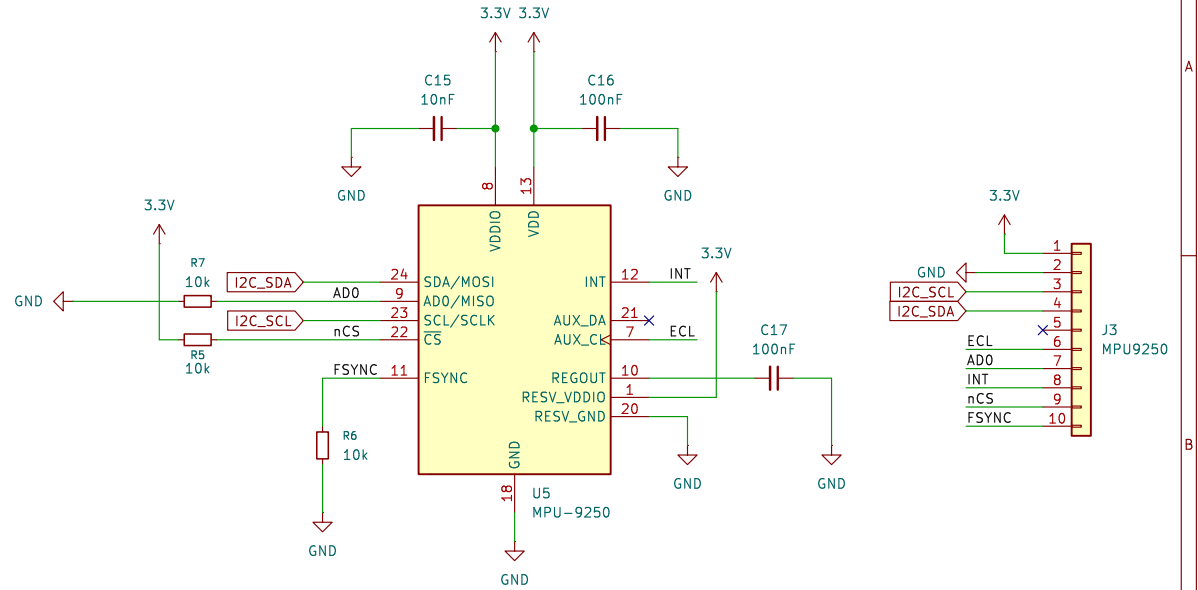 3.3V 3.3V
A
C15
10nF
C16
100nF
GND
GND
8
13
VDDIO
VDD
3.3V
3.3V
3.3V
R7
10k
GND
I2C_SDA
AD0
I2C_SCL
nCS
R5
10k
FSYNC
24
9
23
22
11
SDA/MOSI
AD0/MISO
SCL/SCLK
CS
FSYNC
INT
AUX_DA
AUX_CL
REGOUT
RESV_VDDIO
RESV_GND
GND
12
21
7
10
1
20
INT
ECL
C17
100nF
R6
10k
GND
GND
GND
18
U5
MPU-9250
GND
GND
I2C_SCL
I2C_SDA
ECL
AD0
INT
nCS
FSYNC
1
2
3
4
5
6
7
8
9
10
J3
MPU9250
B